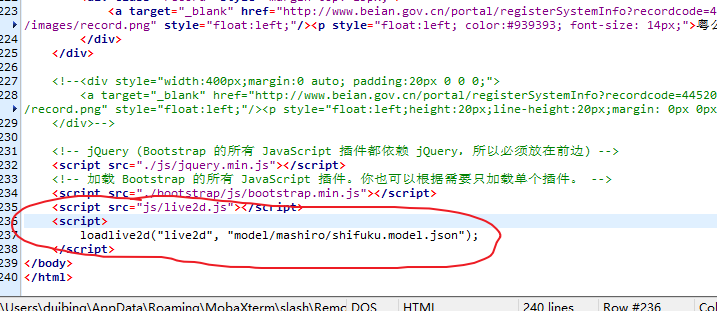 223 <a target="_blank" href="http://www.beian.gov.cn/portal/registerSystemInfo?recordcode=4
/images/record.png" style="float:left;"/><p style="float:left; color:#939393; font-size: 14px;">粤公
224 </div>
225 </div>
226
227 <!--<div style="width:400px;margin:0 auto; padding:20px 0 0 0;">
228 <a target="_blank" href="http://www.beian.gov.cn/portal/registerSystemInfo?recordcode=44520
/record.png" style="float:left;"/><p style="float:left;height:20px;line-height:20px;margin: 0px 0px
229 </div>-->
230
231 <!-- jQuery (Bootstrap 的所有 JavaScript 插件都依赖 jQuery，所以必须放在前边) -->
232 <script src="./js/jquery.min.js"></script>
233 <!-- 加载 Bootstrap 的所有 JavaScript 插件。你也可以根据需要只加载单个插件。 -->
234 <script src="./bootstrap/js/bootstrap.min.js"></script>
235 <script src="js/live2d.js"></script>
236 <script>
237 loadlive2d("live2d", "model/mashiro/shifuku.model.json");
238 </script>
239 </body>
240 </html>
\Users\duibing\AppData\Roaming\MobaXterm\slash\Remo DOS HTML 240 lines Row #236 Col